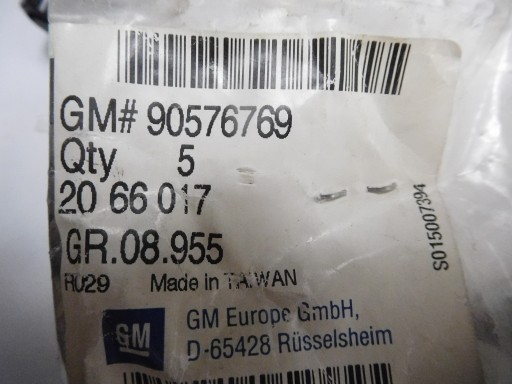 GM# 90576769
Qty 5
20 66 017
GR.08.955
R029 Made in TAIWAN
S015007394
GM
GM Europe GmbH,
D-65428 Rüsselsheim